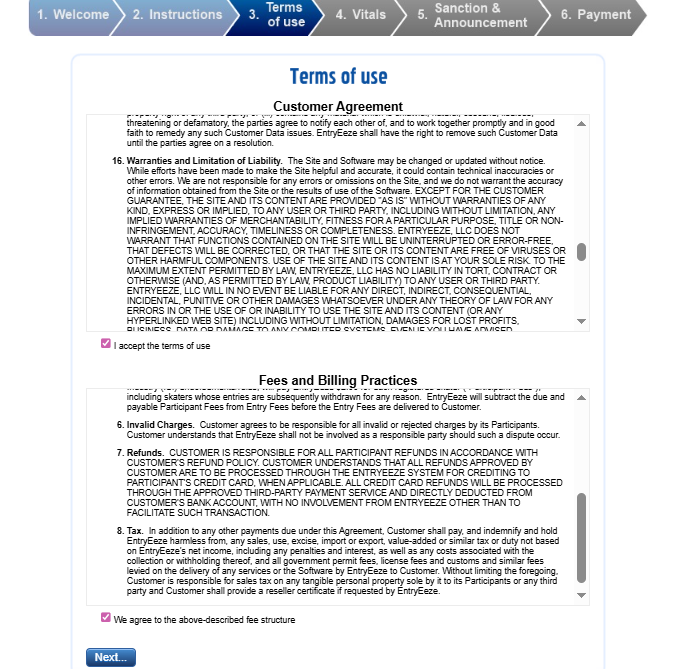 1. Welcome
2. Instructions
3. Terms of use
4. Vitals
5. Sanction & Announcement
6. Payment
Terms of use
Customer Agreement
threatening or defamatory, the parties agree to notify each other of, and to work together promptly and in good
faith to remedy any such Customer Data issues. EntryEeze shall have the right to remove such Customer Data
until the parties agree on a resolution.
16. Warranties and Limitation of Liability. The Site and Software may be changed or updated without notice.
While efforts have been made to make the Site helpful and accurate, it could contain technical inaccuracies or
other errors. We are not responsible for any errors or omissions on the Site, and we do not warrant the accuracy
of information obtained from the Site or the results of use of the Software. EXCEPT FOR THE CUSTOMER
GUARANTEE, THE SITE AND ITS CONTENT ARE PROVIDED "AS IS" WITHOUT WARRANTIES OF ANY
KIND, EXPRESS OR IMPLIED, TO ANY USER OR THIRD PARTY, INCLUDING WITHOUT LIMITATION, ANY
IMPLIED WARRANTIES OF MERCHANTABILITY, FITNESS FOR A PARTICULAR PURPOSE, TITLE OR NON-
INFRINGEMENT, ACCURACY, TIMELINESS OR COMPLETENESS. ENTRYEEZE, LLC DOES NOT
WARRANT THAT FUNCTIONS CONTAINED ON THE SITE WILL BE UNINTERRUPTED OR ERROR-FREE,
THAT DEFECTS WILL BE CORRECTED, OR THAT THE SITE OR ITS CONTENT ARE FREE OF VIRUSES OR
OTHER HARMFUL COMPONENTS. USE OF THE SITE AND ITS CONTENT IS AT YOUR SOLE RISK. TO THE
MAXIMUM EXTENT PERMITTED BY LAW, ENTRYEEZE, LLC HAS NO LIABILITY IN TORT, CONTRACT OR
OTHERWISE (AND, AS PERMITTED BY LAW, PRODUCT LIABILITY) TO ANY USER OR THIRD PARTY.
ENTRYEEZE, LLC WILL IN NO EVENT BE LIABLE FOR ANY DIRECT, INDIRECT, CONSEQUENTIAL,
INCIDENTAL, PUNITIVE OR OTHER DAMAGES WHATSOEVER UNDER ANY THEORY OF LAW FOR ANY
ERRORS IN OR THE USE OF OR INABILITY TO USE THE SITE AND ITS CONTENT (OR ANY
HYPERLINKED WEB SITE) INCLUDING WITHOUT LIMITATION, DAMAGES FOR LOST PROFITS,
BUSINESS, DATA OR DAMAGE TO ANY COMPUTER SYSTEMS, EVEN IF YOU HAVE ADVISED
I accept the terms of use
Fees and Billing Practices
including skaters whose entries are subsequently withdrawn for any reason. EntryEeze will subtract the due and
payable Participant Fees from Entry Fees before the Entry Fees are delivered to Customer.
6. Invalid Charges. Customer agrees to be responsible for all invalid or rejected charges by its Participants.
Customer understands that EntryEeze shall not be involved as a responsible party should such a dispute occur.
7. Refunds. CUSTOMER IS RESPONSIBLE FOR ALL PARTICIPANT REFUNDS IN ACCORDANCE WITH
CUSTOMER'S REFUND POLICY. CUSTOMER UNDERSTANDS THAT ALL REFUNDS APPROVED BY
CUSTOMER ARE TO BE PROCESSED THROUGH THE ENTRYEEZE SYSTEM FOR CREDITING TO
PARTICIPANT'S CREDIT CARD, WHEN APPLICABLE. ALL CREDIT CARD REFUNDS WILL BE PROCESSED
THROUGH THE APPROVED THIRD-PARTY PAYMENT SERVICE AND DIRECTLY DEDUCTED FROM
CUSTOMER'S BANK ACCOUNT, WITH NO INVOLVEMENT FROM ENTRYEEZE OTHER THAN TO
FACILITATE SUCH TRANSACTION.
8. Tax. In addition to any other payments due under this Agreement, Customer shall pay, and indemnify and hold
EntryEeze harmless from, any sales, use, excise, import or export, value-added or similar tax or duty not based
on EntryEeze's net income, including any penalties and interest, as well as any costs associated with the
collection or withholding thereof, and all government permit fees, license fees and customs and similar fees
levied on the delivery of any services or the Software by EntryEeze to Customer. Without limiting the foregoing,
Customer is responsible for sales tax on any tangible personal property sole by it to its Participants or any third
party and Customer shall provide a reseller certificate if requested by EntryEeze.
We agree to the above-described fee structure
Next...